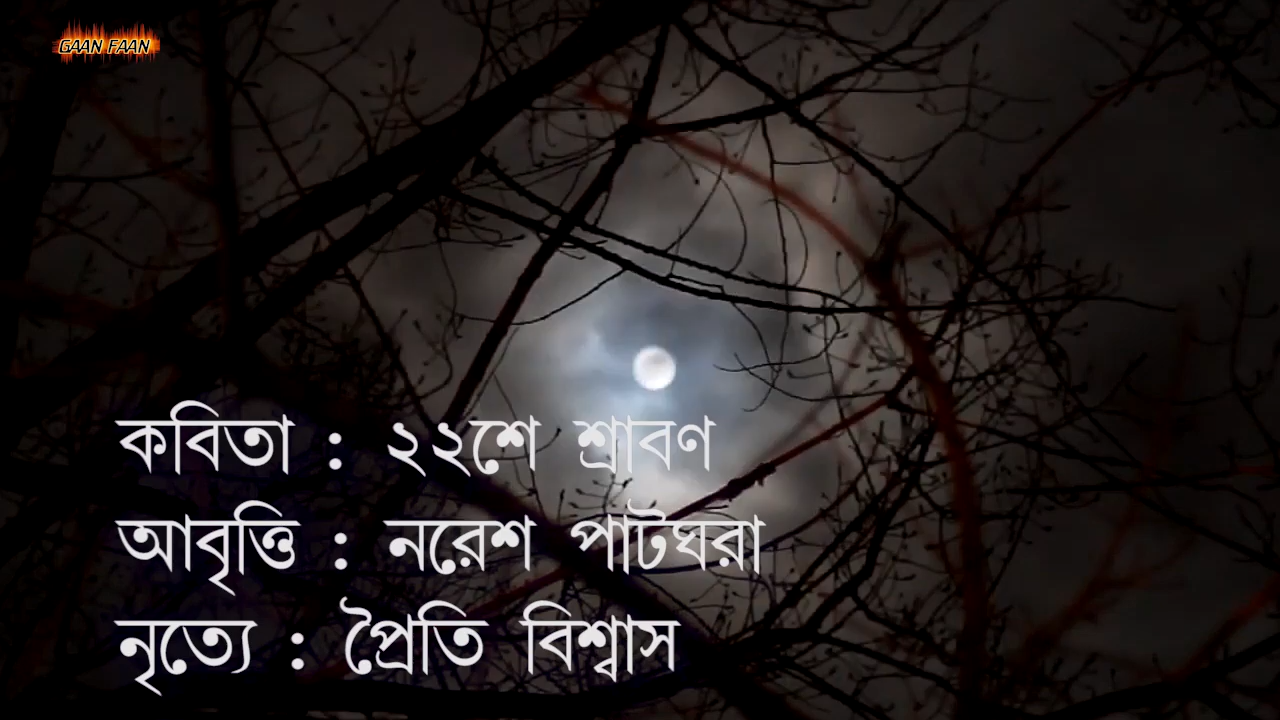 GAAN FAAN
কবিতা : ২২শে শ্রাবণ
আবৃত্তি : নরেশ পাটঘরা
নৃত্যে : প্রৈতি বিশ্বাস